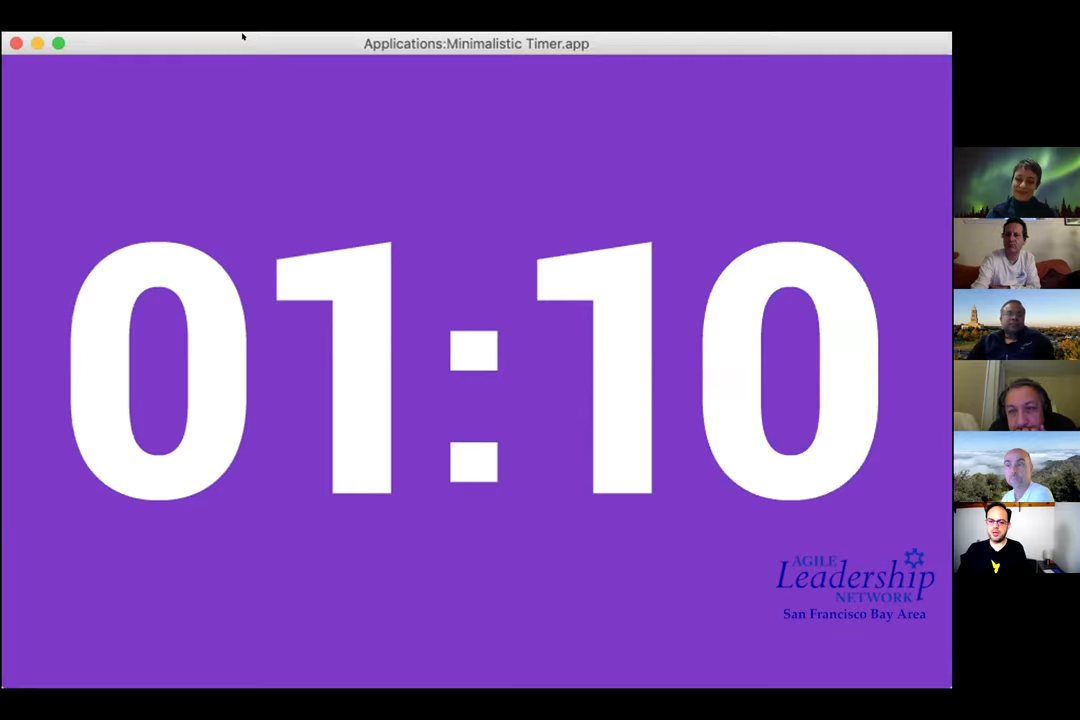 Applications:Minimalistic Timer.app
01:10
AGILE
Leadership
NETWORK
San Francisco Bay Area